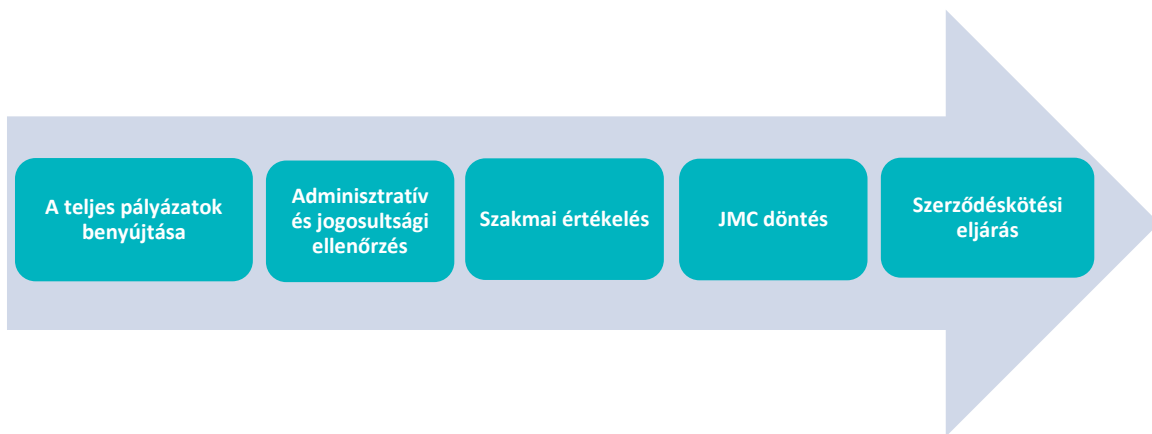 A teljes pályázatok
benyújtása
Adminisztratív
és jogosultsági
ellenőrzés
Szakmai értékelés
JMC döntés
Szerződéskötési
eljárás